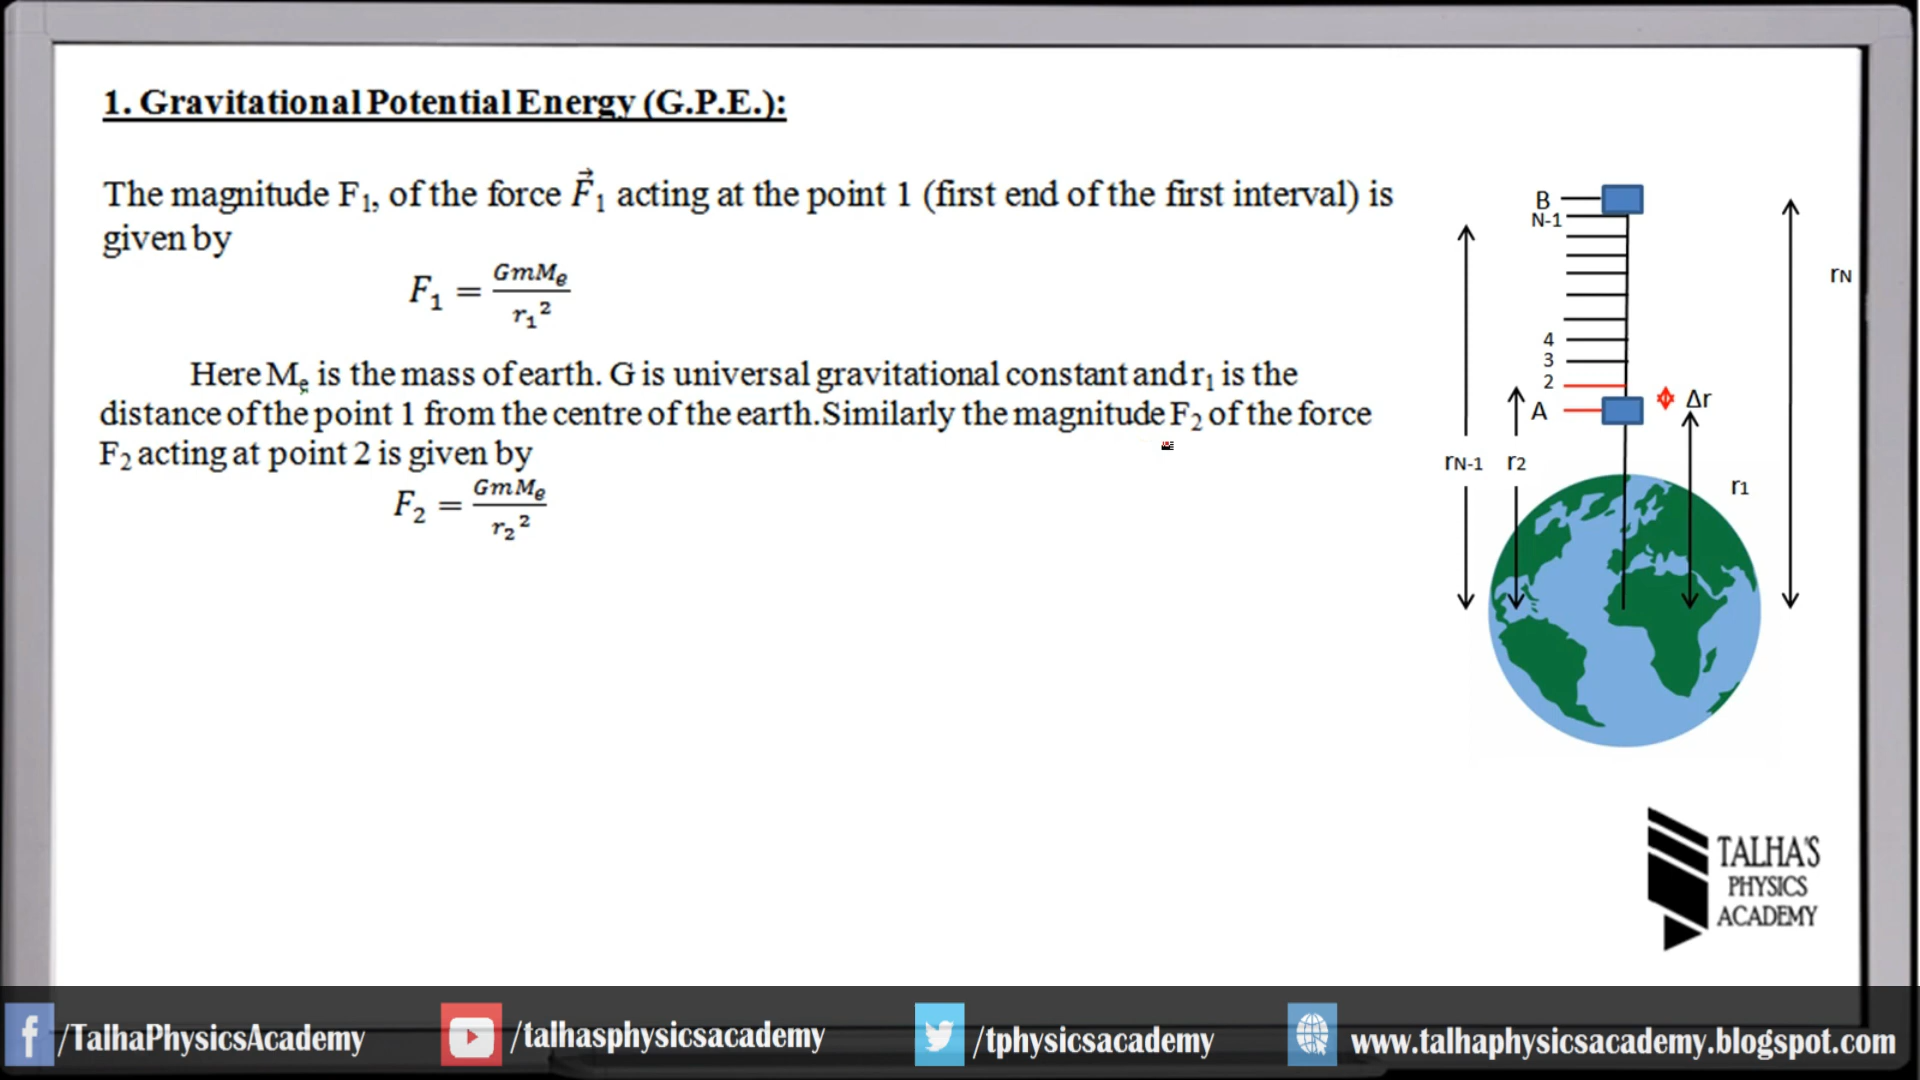 1. Gravitational Potential Energy (G.P.E.):
The magnitude F₁, of the force F⃗₁ acting at the point 1 (first end of the first interval) is
given by
F₁ = GmMₑ / r₁²
Here Mₑ is the mass of earth. G is universal gravitational constant and r₁ is the
distance of the point 1 from the centre of the earth. Similarly the magnitude F₂ of the force
F₂ acting at point 2 is given by
F₂ = GmMₑ / r₂²
B
N-1
rN
4
3
2
A
Δr
rN-1 r2
r1
TALHA'S
PHYSICS
ACADEMY
/TalhaPhysicsAcademy /talhasphysicsacademy /tphysicsacademy www.talhaphysicsacademy.blogspot.com